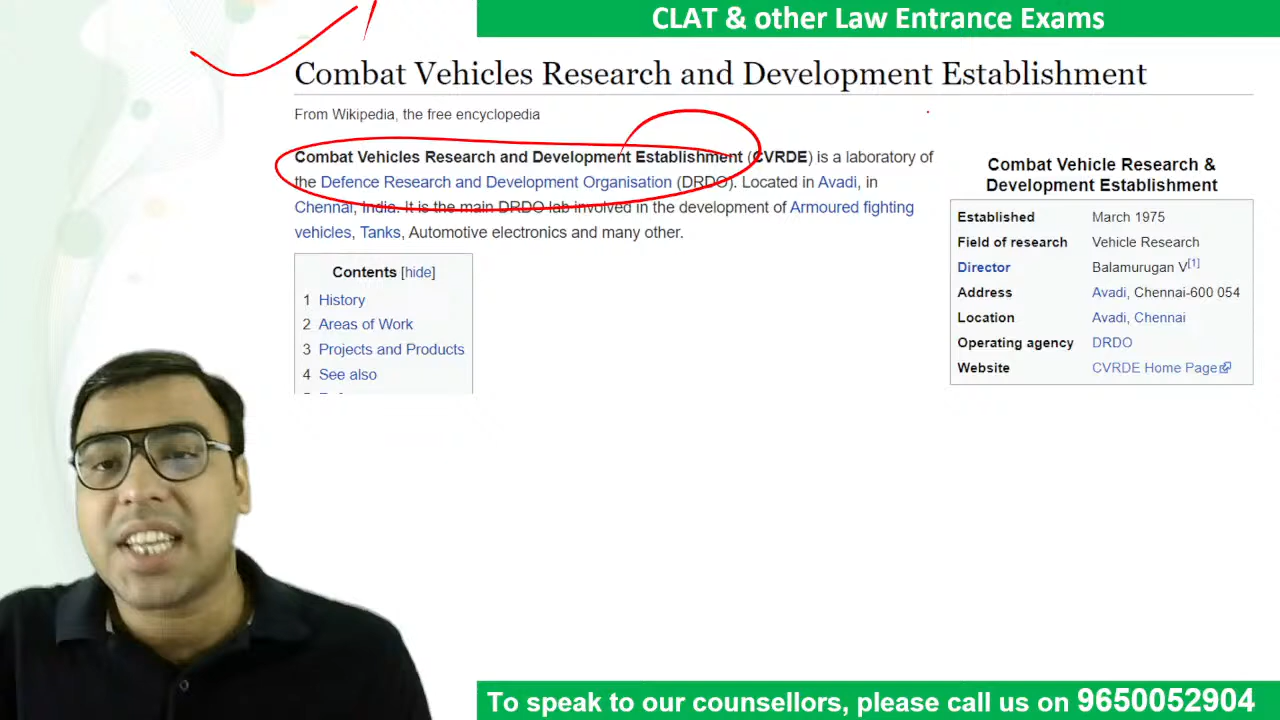 CLAT & other Law Entrance Exams
Combat Vehicles Research and Development Establishment
From Wikipedia, the free encyclopedia
Combat Vehicles Research and Development Establishment (CVRDE) is a laboratory of
the Defence Research and Development Organisation (DRDO). Located in Avadi, in
Chennai, India. It is the main DRDO lab involved in the development of Armoured fighting
vehicles, Tanks, Automotive electronics and many other.
Contents [hide]
1 History
2 Areas of Work
3 Projects and Products
4 See also
Combat Vehicle Research &
Development Establishment
Established March 1975
Field of research Vehicle Research
Director Balamurugan V[1]
Address Avadi, Chennai-600 054
Location Avadi, Chennai
Operating agency DRDO
Website CVRDE Home Page
To speak to our counsellors, please call us on 9650052904